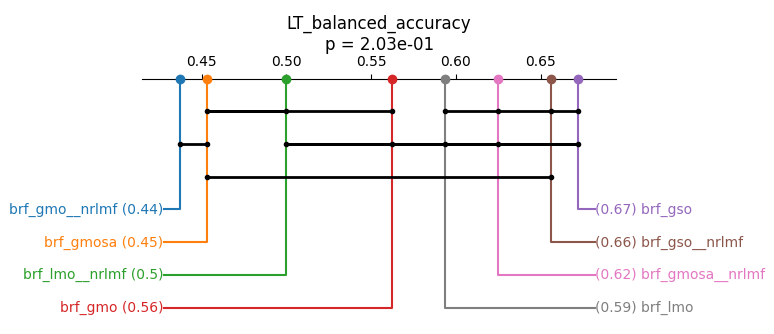 LT_balanced_accuracy
p = 2.03e-01
0.45 0.50 0.55 0.60 0.65
brf_gmo__nrlmf (0.44) (0.67) brf_gso
brf_gmosa (0.45) (0.66) brf_gso__nrlmf
brf_lmo__nrlmf (0.5) (0.62) brf_gmosa__nrlmf
brf_gmo (0.56) (0.59) brf_lmo